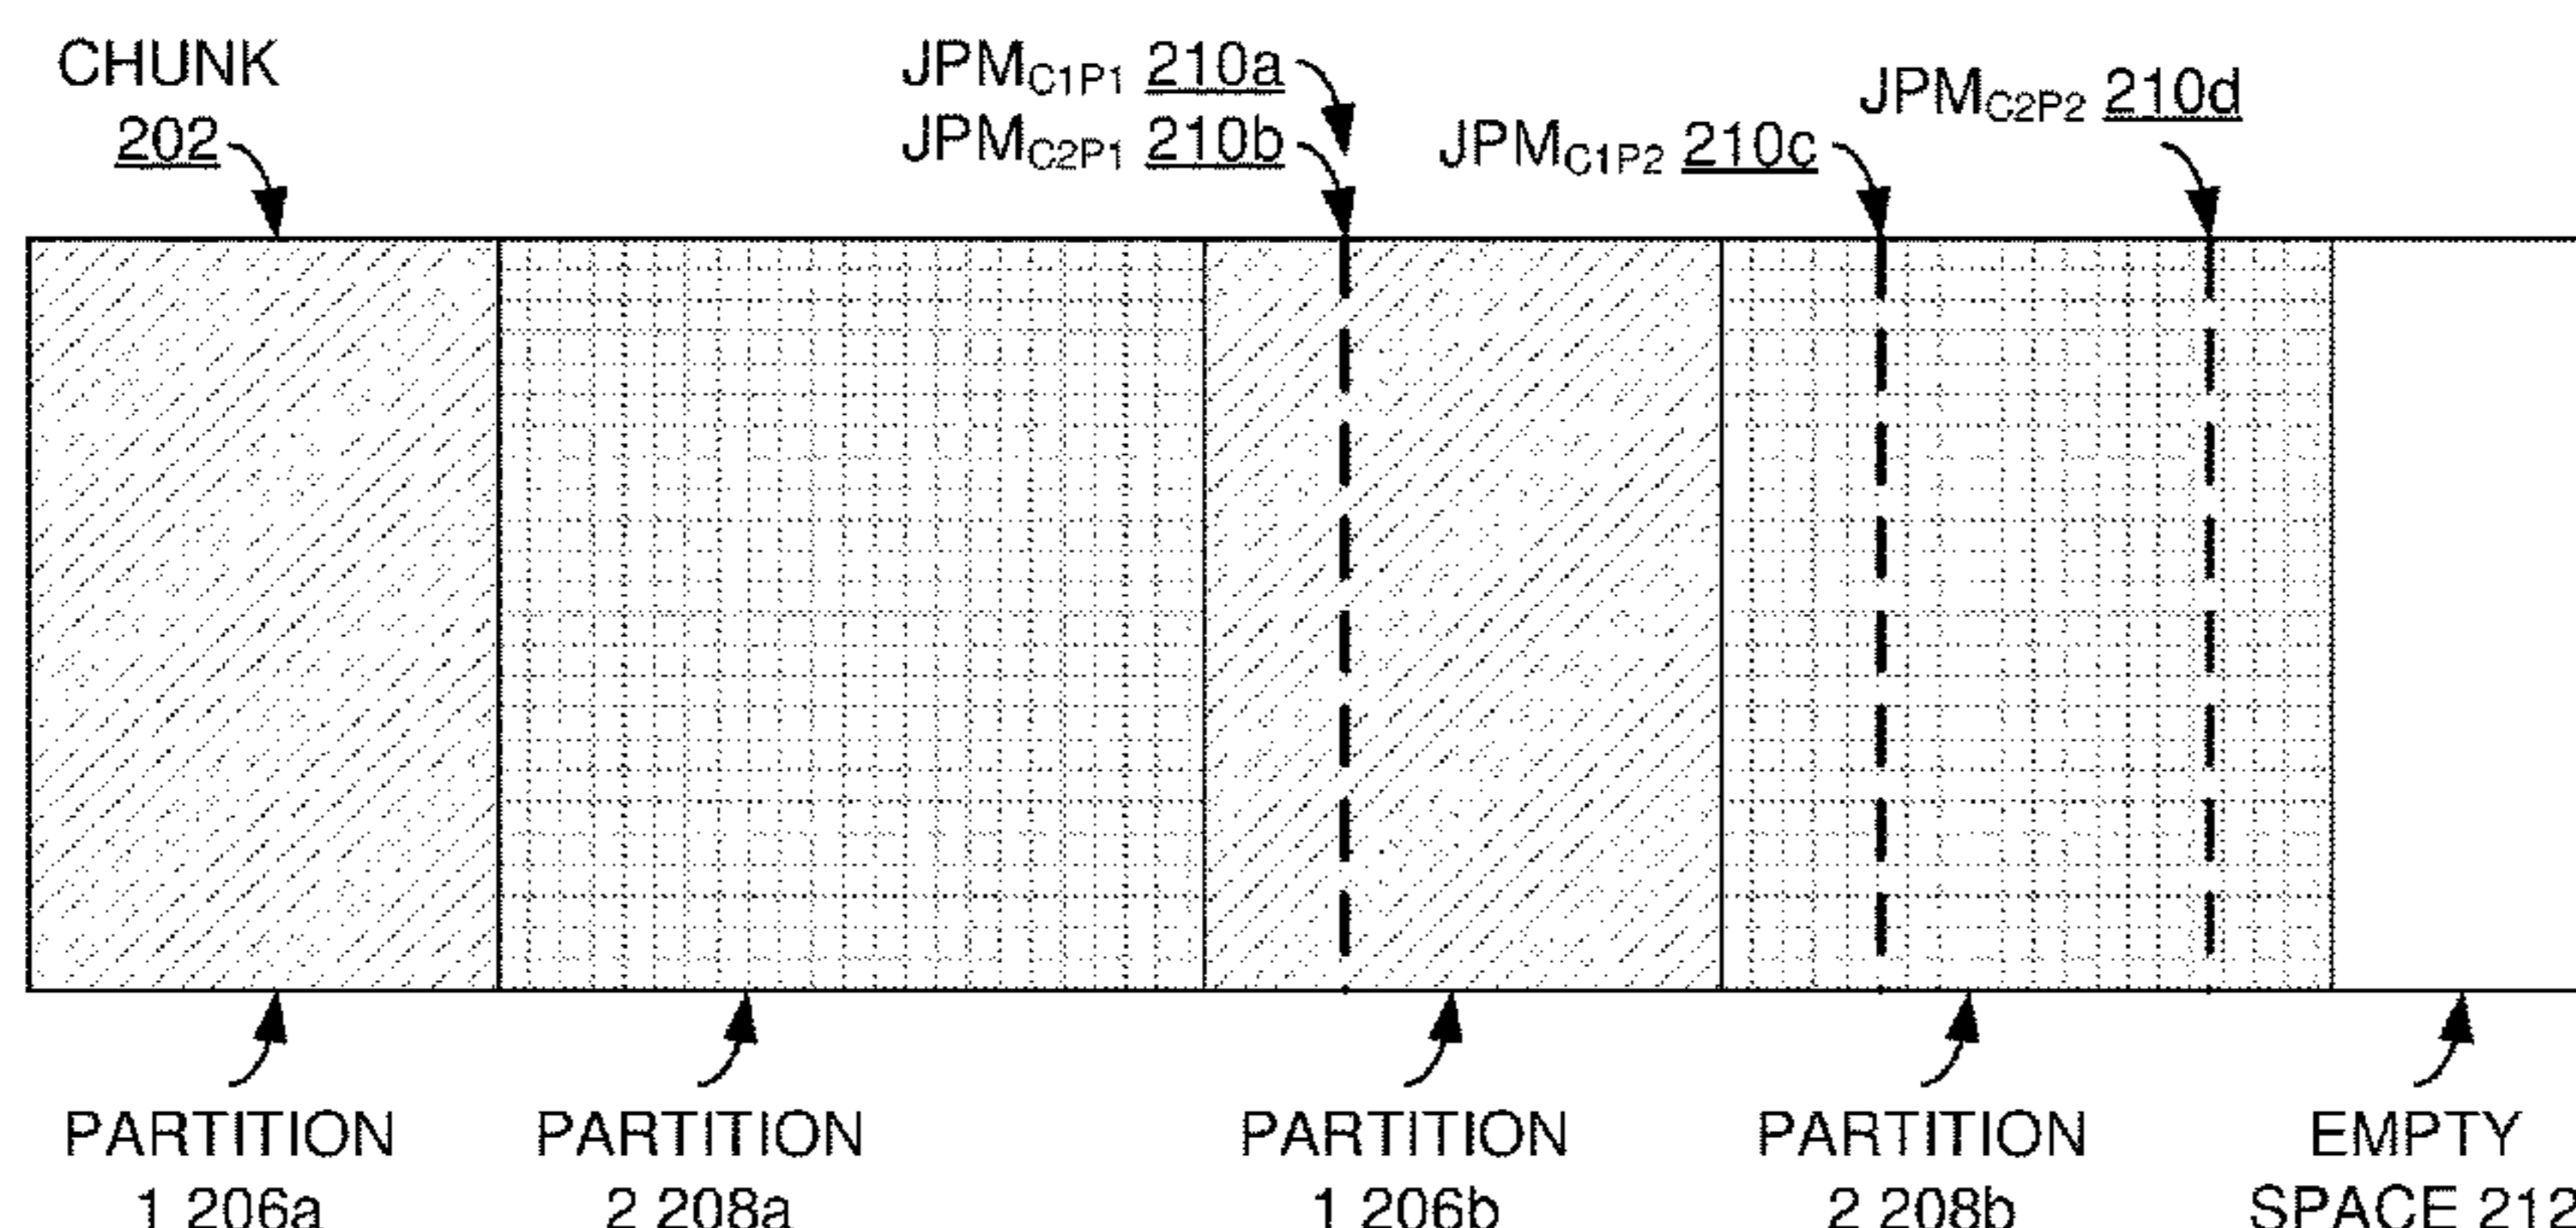 CHUNK
202
JPMC1P1 210a
JPMC2P1 210b
JPMC1P2 210c
JPMC2P2 210d
PARTITION
1 206a
PARTITION
2 208a
PARTITION
1 206b
PARTITION
2 208b
EMPTY
SPACE 212